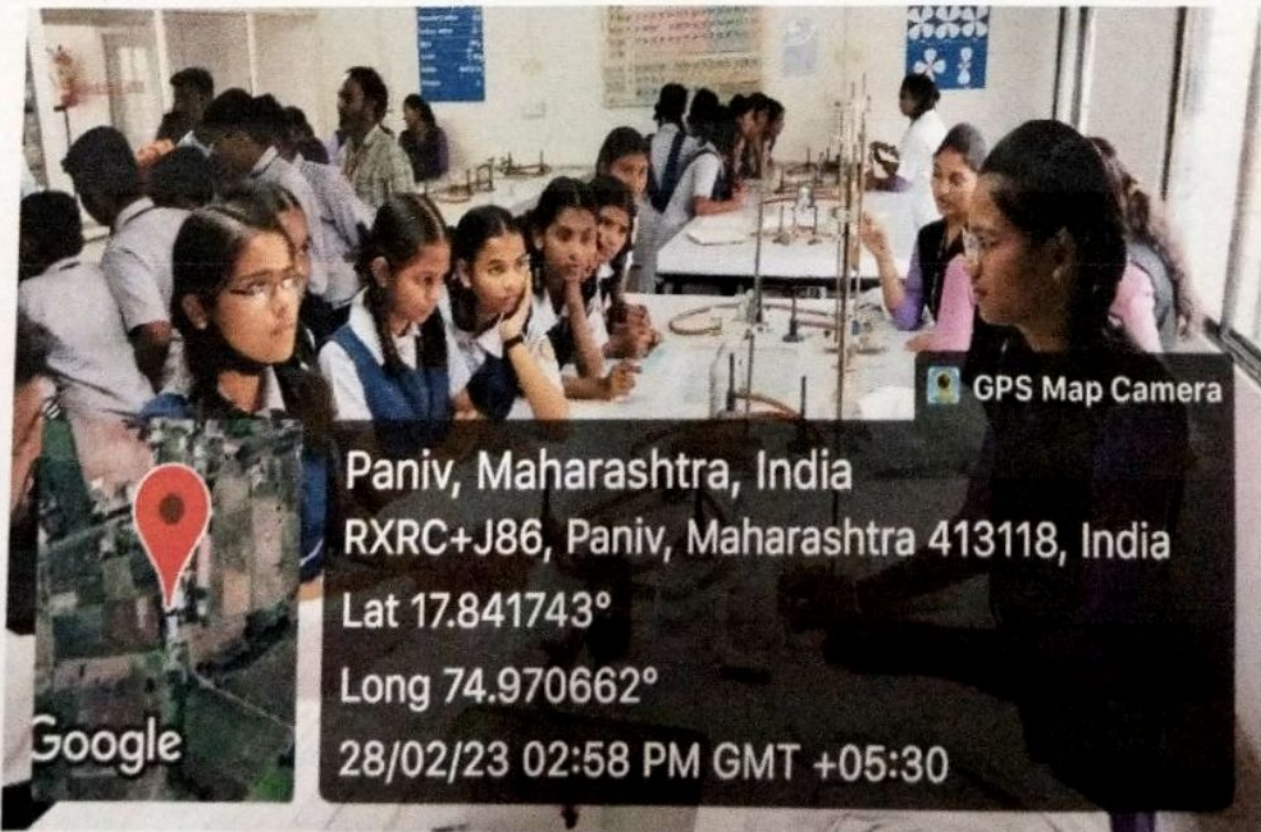 GPS Map Camera
Paniv, Maharashtra, India
RXRC+J86, Paniv, Maharashtra 413118, India
Lat 17.841743°
Long 74.970662°
28/02/23 02:58 PM GMT +05:30
Google